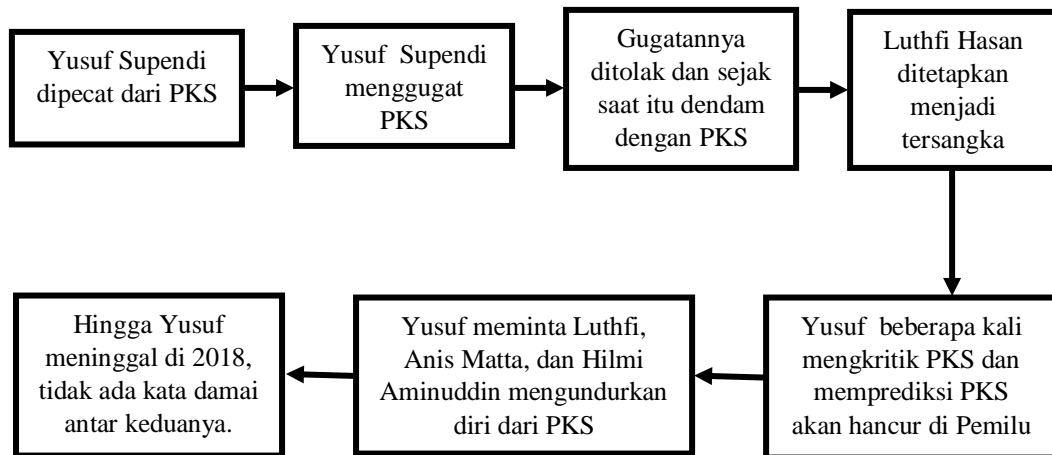 Yusuf Supendi
dipecat dari PKS
Yusuf  Supendi
menggugat
PKS
Gugatannya
ditolak dan sejak
saat itu dendam
dengan PKS
Luthfi Hasan
ditetapkan
menjadi
tersangka
Yusuf  beberapa kali
mengkritik PKS dan
memprediksi PKS
akan hancur di Pemilu
Yusuf meminta Luthfi,
Anis Matta, dan Hilmi
Aminuddin mengundurkan
diri dari PKS
Hingga Yusuf
meninggal di 2018,
tidak ada kata damai
antar keduanya.